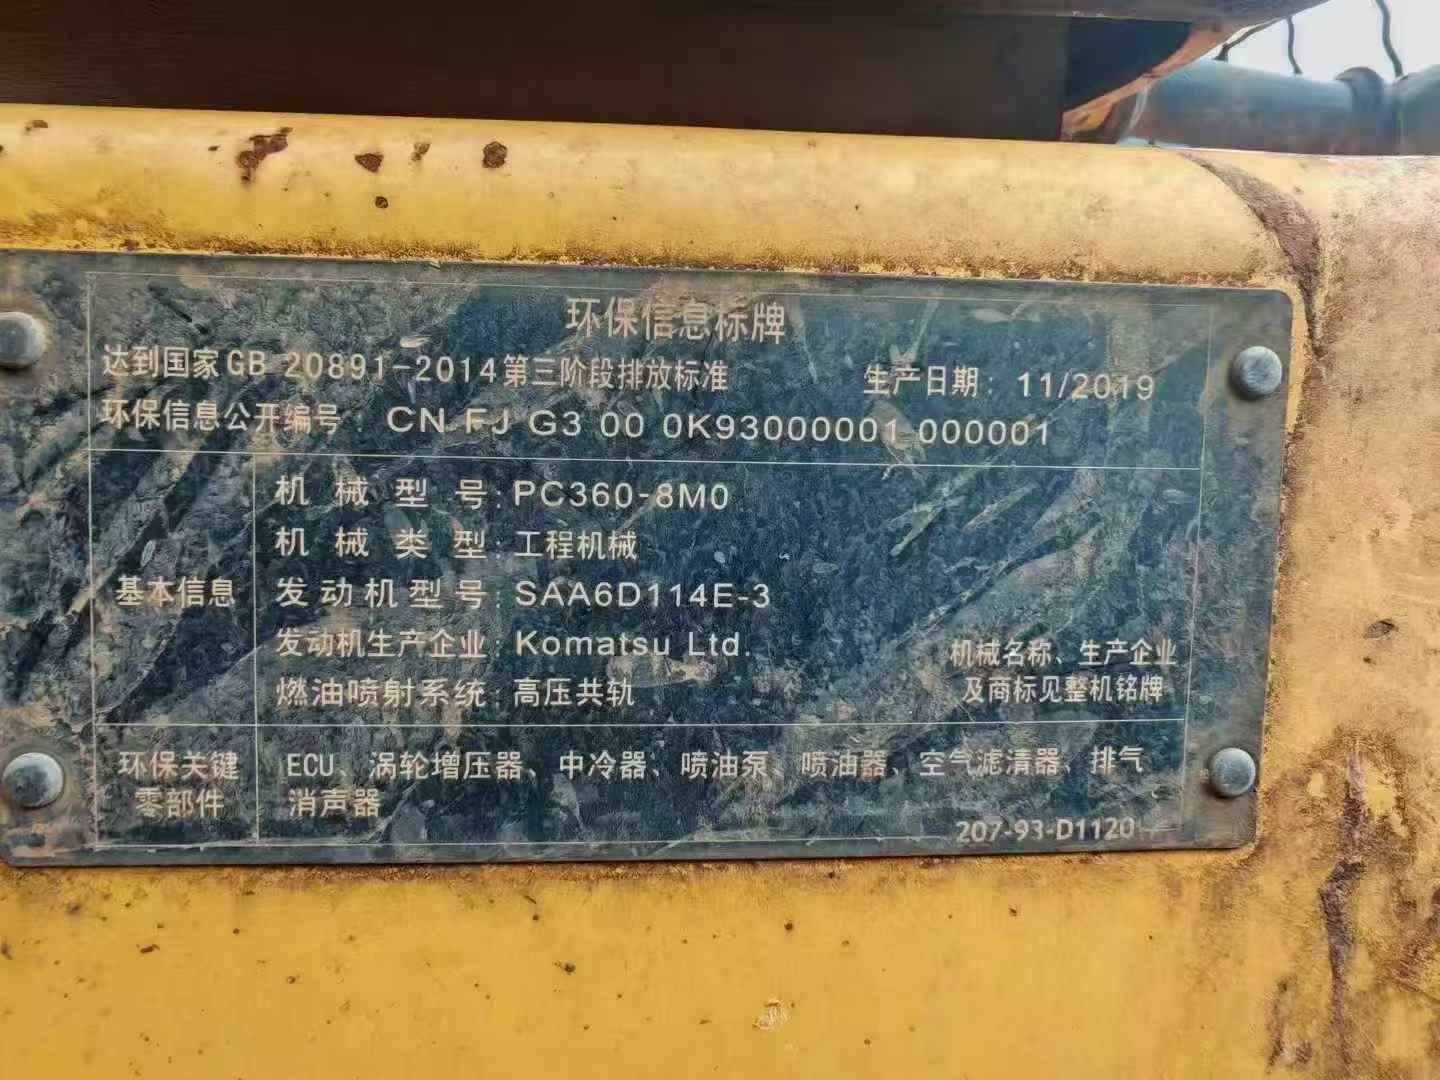 环保信息标牌
达到国家GB 20891-2014第三阶段排放标准 生产日期: 11/2019
环保信息公开编号: CN FJ G3 00 0K93000001 000001
基本信息
机械型号: PC360-8M0
机械类型: 工程机械
发动机型号: SAA6D114E-3
发动机生产企业: Komatsu Ltd.
燃油喷射系统: 高压共轨
机械名称、生产企业
及商标见整机铭牌
环保关键
零部件
ECU、涡轮增压器、中冷器、喷油泵、喷油器、空气滤清器、排气
消声器
207-93-D1120